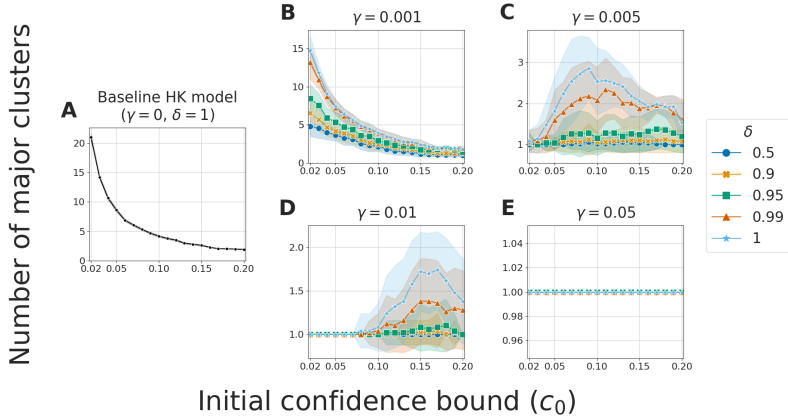 Number of major clusters
A
Baseline HK model
(γ = 0, δ = 1)
20
15
10
5
0
0.02 0.05 0.10 0.15 0.20
B
γ = 0.001
15
10
5
0
0.02 0.05 0.10 0.15 0.20
C
γ = 0.005
3
2
1
0.02 0.05 0.10 0.15 0.20
D
γ = 0.01
2.0
1.5
1.0
0.02 0.05 0.10 0.15 0.20
E
γ = 0.05
1.04
1.02
1.00
0.98
0.96
0.02 0.05 0.10 0.15 0.20
δ
0.5
0.9
0.95
0.99
1
Initial confidence bound (c₀)